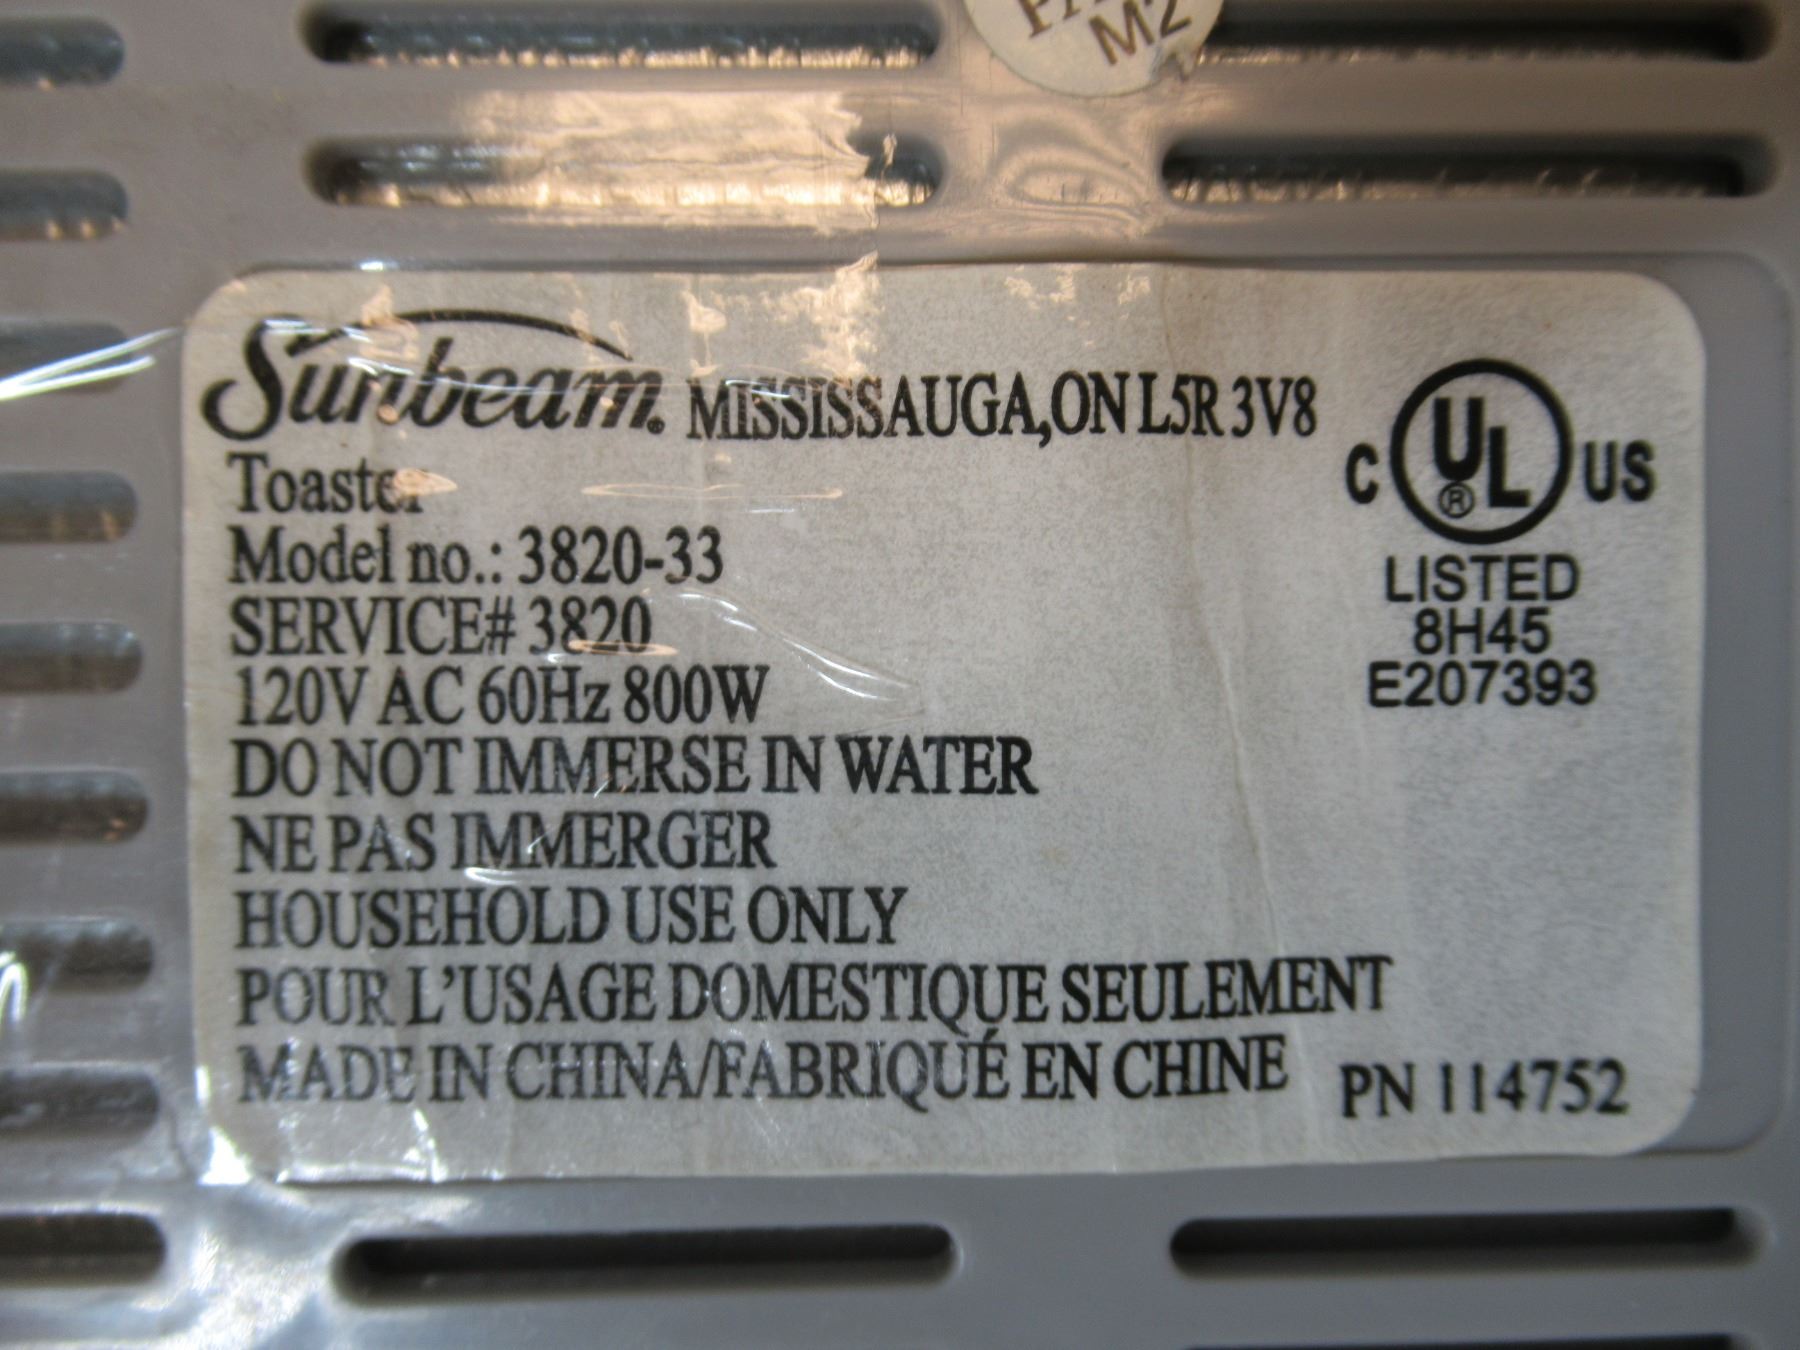 M2
Sunbeam® MISSISSAUGA,ON L5R 3V8
Toaster
Model no.: 3820-33
SERVICE# 3820
120V AC 60Hz 800W
DO NOT IMMERSE IN WATER
NE PAS IMMERGER
HOUSEHOLD USE ONLY
POUR L'USAGE DOMESTIQUE SEULEMENT
MADE IN CHINA/FABRIQUÉ EN CHINE
C UL® US
LISTED
8H45
E207393
PN 114752